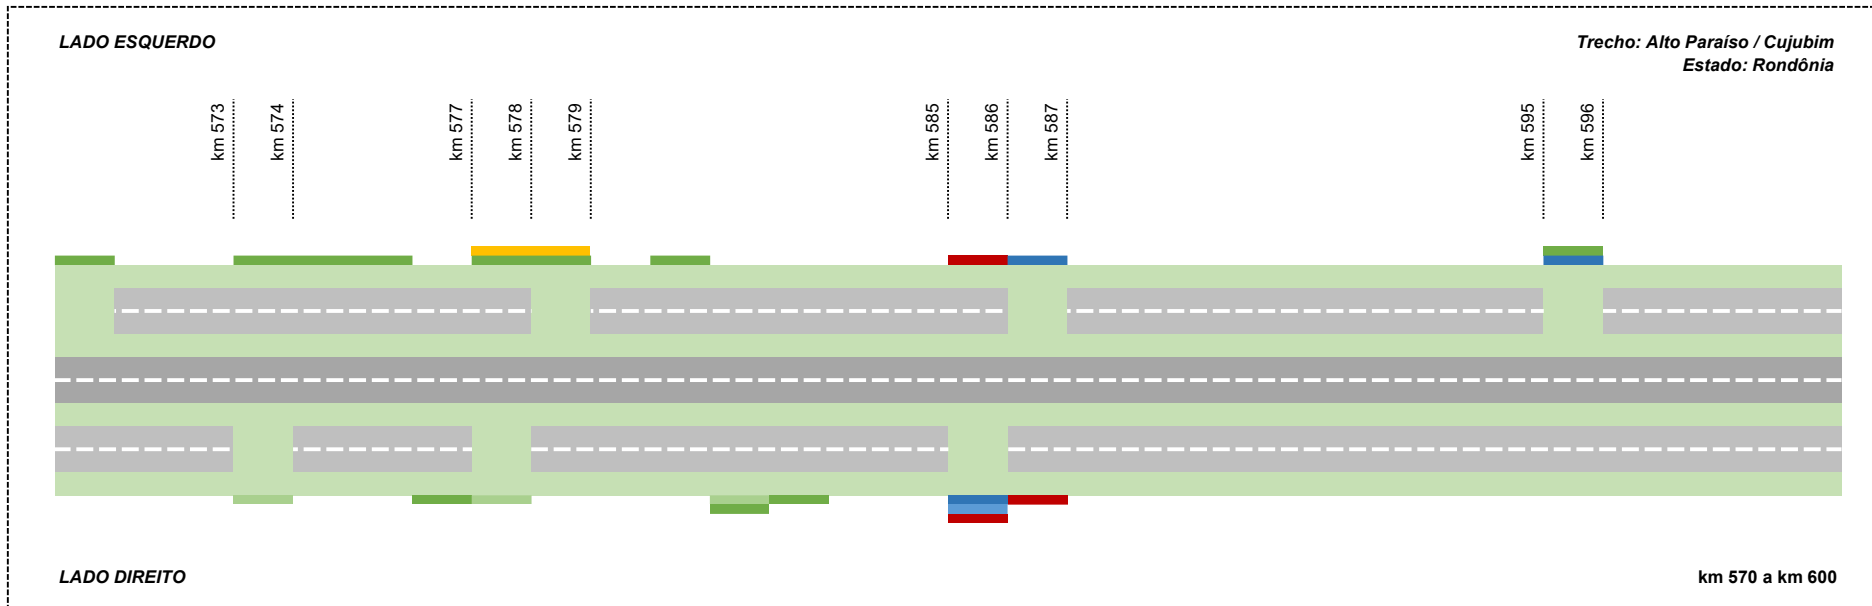 LADO ESQUERDO
Trecho: Alto Paraíso / Cujubim
Estado: Rondônia
km 573
km 574
km 577
km 578
km 579
km 585
km 586
km 587
km 595
km 596
LADO DIREITO
km 570 a km 600